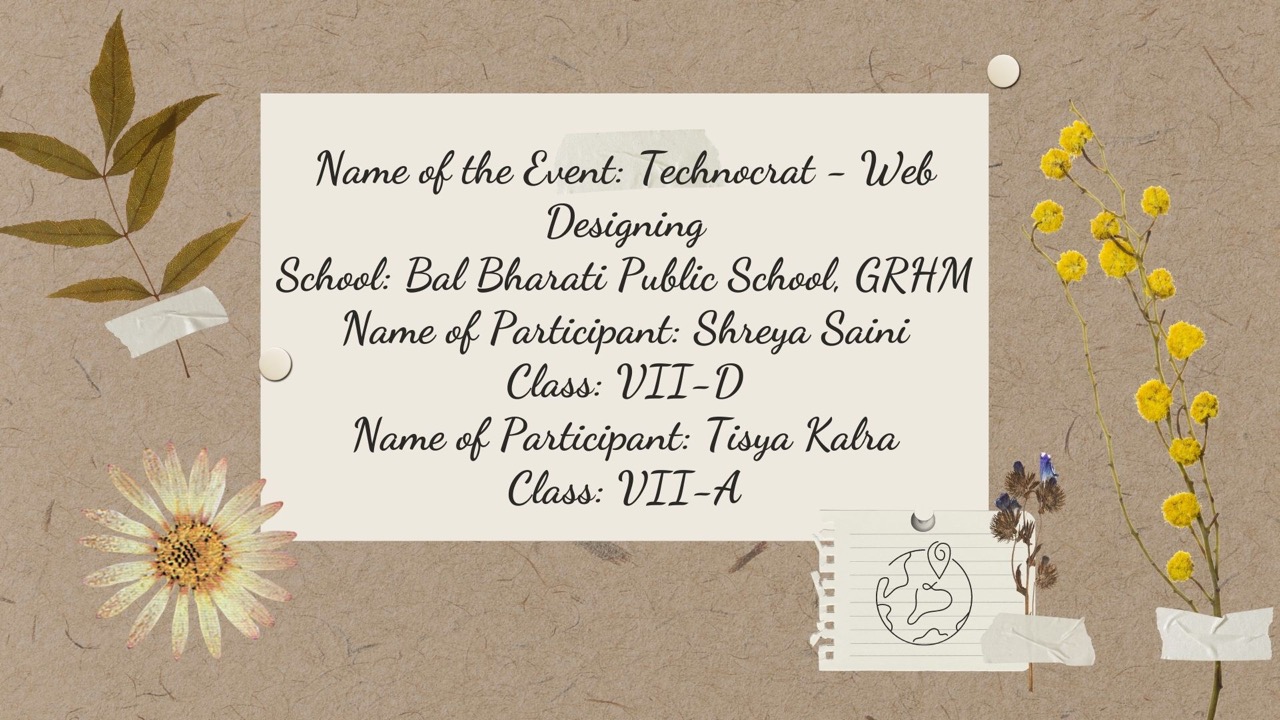 Name of the Event: Technocrat - Web
Designing
School: Bal Bharati Public School, GRHM
Name of Participant: Shreya Saini
Class: VII-D
Name of Participant: Tisya Kalra
Class: VII-A